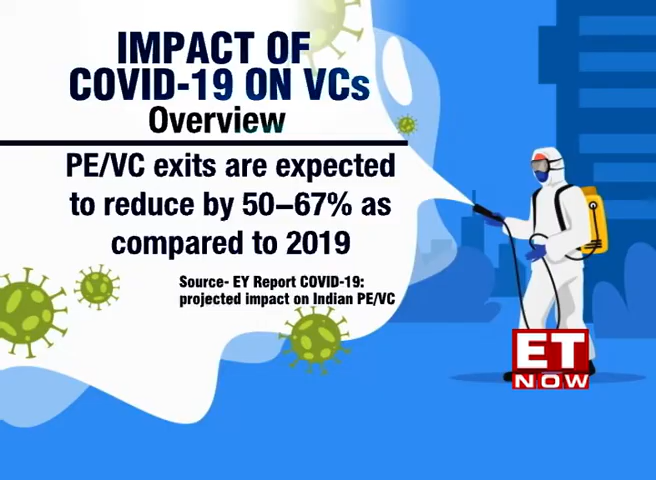 IMPACT OF
COVID-19 ON VCs
Overview
PE/VC exits are expected
to reduce by 50–67% as
compared to 2019
Source- EY Report COVID-19:
projected impact on Indian PE/VC
ET
NOW